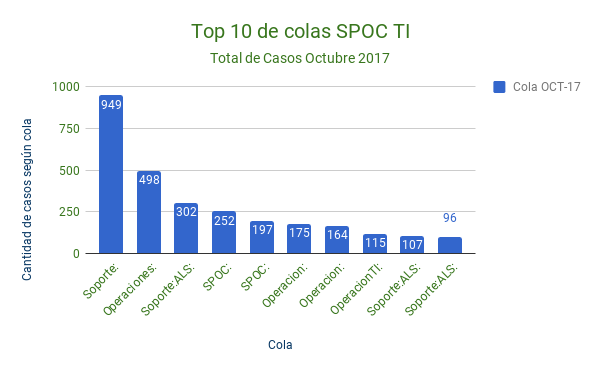 Top 10 de colas SPOC TI
Total de Casos Octubre 2017
Cola OCT-17
Cantidad de casos según cola
1000
750
500
250
0
949
498
302
252
197
175
164
115
107
96
Soporte:
Operaciones:
Soporte:ALS:
SPOC:
SPOC:
Operacion:
Operacion:
OperacionTI:
Soporte:ALS:
Soporte:ALS:
Cola